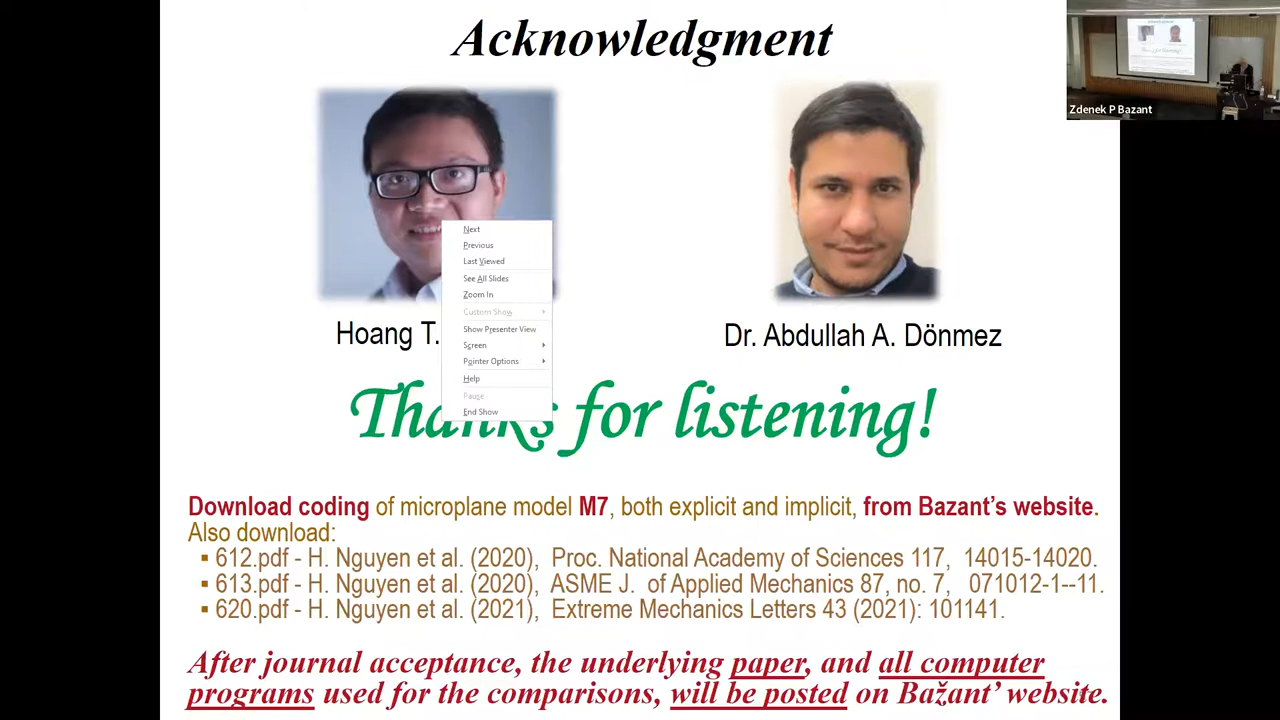 Acknowledgment
Zdenek P Bazant
Next
Previous
Last Viewed
See All Slides
Zoom In
Custom Show
Show Presenter View
Screen
Pointer Options
Help
Pause
End Show
Hoang T.
Dr. Abdullah A. Dönmez
Thanks for listening!
Download coding of microplane model M7, both explicit and implicit, from Bazant's website.
Also download:
▪ 612.pdf - H. Nguyen et al. (2020), Proc. National Academy of Sciences 117, 14015-14020.
▪ 613.pdf - H. Nguyen et al. (2020), ASME J. of Applied Mechanics 87, no. 7, 071012-1--11.
▪ 620.pdf - H. Nguyen et al. (2021), Extreme Mechanics Letters 43 (2021): 101141.
After journal acceptance, the underlying paper, and all computer
programs used for the comparisons, will be posted on Bažant' website.